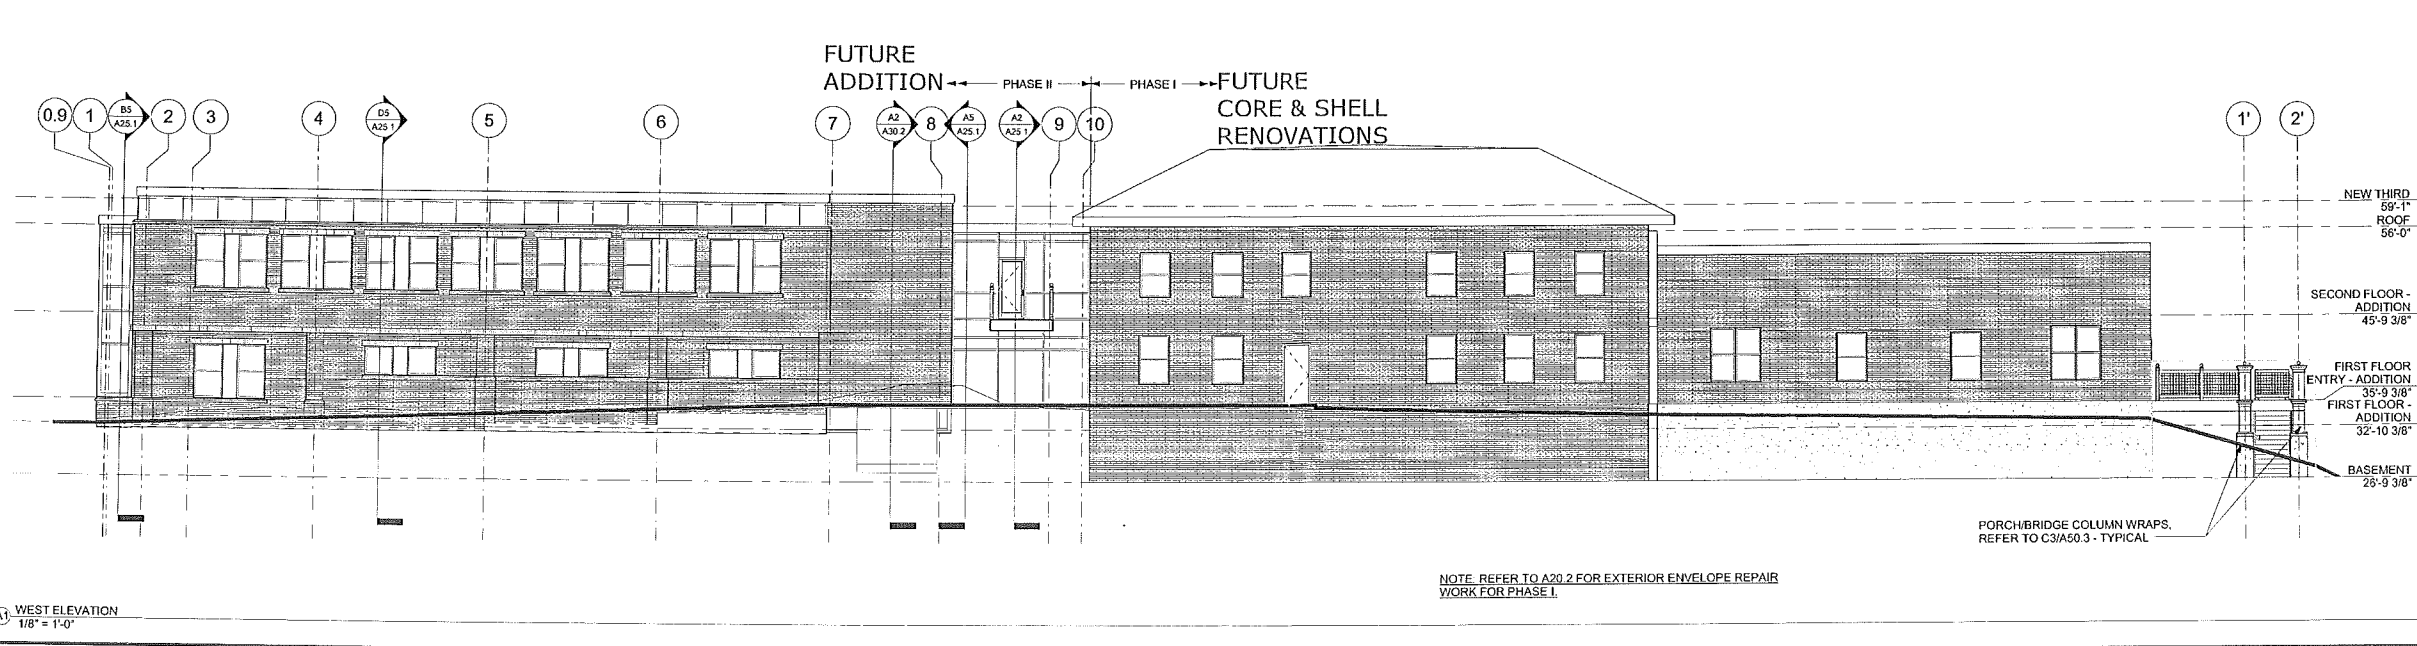 FUTURE
ADDITION
PHASE II
PHASE I
FUTURE
CORE & SHELL
RENOVATIONS
0.9
1
B5
A25.1
2
3
4
D5
A25.1
5
6
7
A2
A30.2
8
A5
A25.1
A2
A25.1
9
10
1'
2'
NEW THIRD
59'-1"
ROOF
56'-0"
SECOND FLOOR -
ADDITION
45'-9 3/8"
FIRST FLOOR
ENTRY - ADDITION
35'-9 3/8"
FIRST FLOOR -
ADDITION
32'-10 3/8"
BASEMENT
26'-9 3/8"
PORCH/BRIDGE COLUMN WRAPS,
REFER TO C3/A50.3 - TYPICAL
NOTE: REFER TO A20.2 FOR EXTERIOR ENVELOPE REPAIR
WORK FOR PHASE I.
A1 WEST ELEVATION
1/8" = 1'-0"